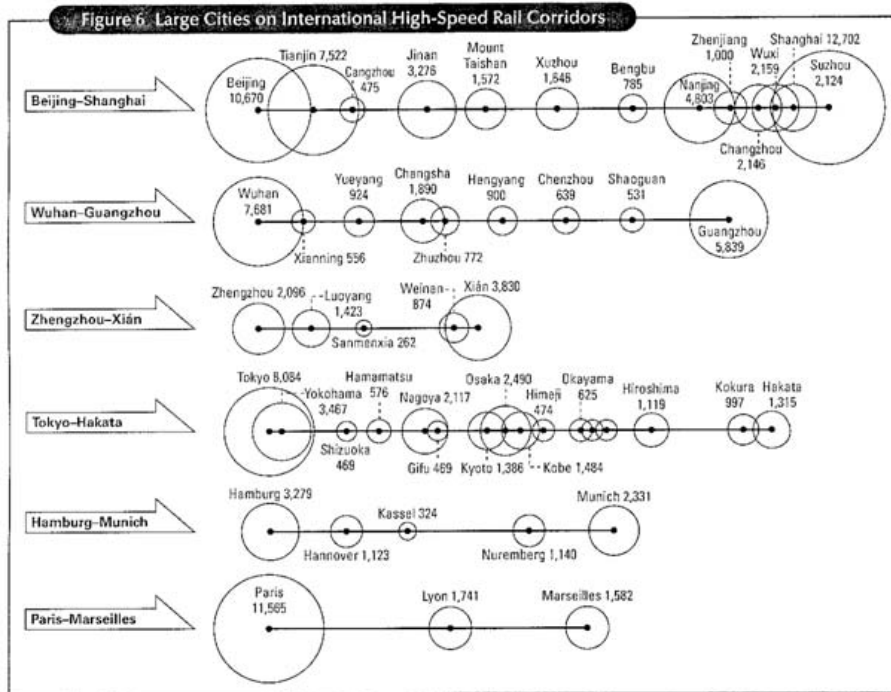 Figure 6 Large Cities on International High-Speed Rail Corridors
Beijing–Shanghai
Beijing
10,670
Tianjin 7,522
Cangzhou
475
Jinan
3,276
Mount
Taishan
1,572
Xuzhou
1,646
Bengbu
785
Nanjing
4,803
Zhenjiang
1,000
Changzhou
2,146
Wuxi
2,159
Shanghai 12,702
Suzhou
2,124
Wuhan–Guangzhou
Wuhan
7,681
Xianning 556
Yueyang
924
Changsha
1,890
Zhuzhou 772
Hengyang
900
Chenzhou
639
Shaoguan
531
Guangzhou
5,839
Zhengzhou–Xián
Zhengzhou 2,096
Luoyang
1,423
Sanmenxia 262
Weinan
874
Xián 3,830
Tokyo–Hakata
Tokyo 8,084
Yokohama
3,467
Shizuoka
469
Hamamatsu
576
Nagoya 2,117
Gifu 469
Kyoto 1,386
Osaka 2,490
Kobe 1,484
Himeji
474
Okayama
625
Hiroshima
1,119
Kokura
997
Hakata
1,315
Hamburg–Munich
Hamburg 3,279
Hannover 1,123
Kassel 324
Nuremberg 1,140
Munich 2,331
Paris–Marseilles
Paris
11,565
Lyon 1,741
Marseilles 1,582